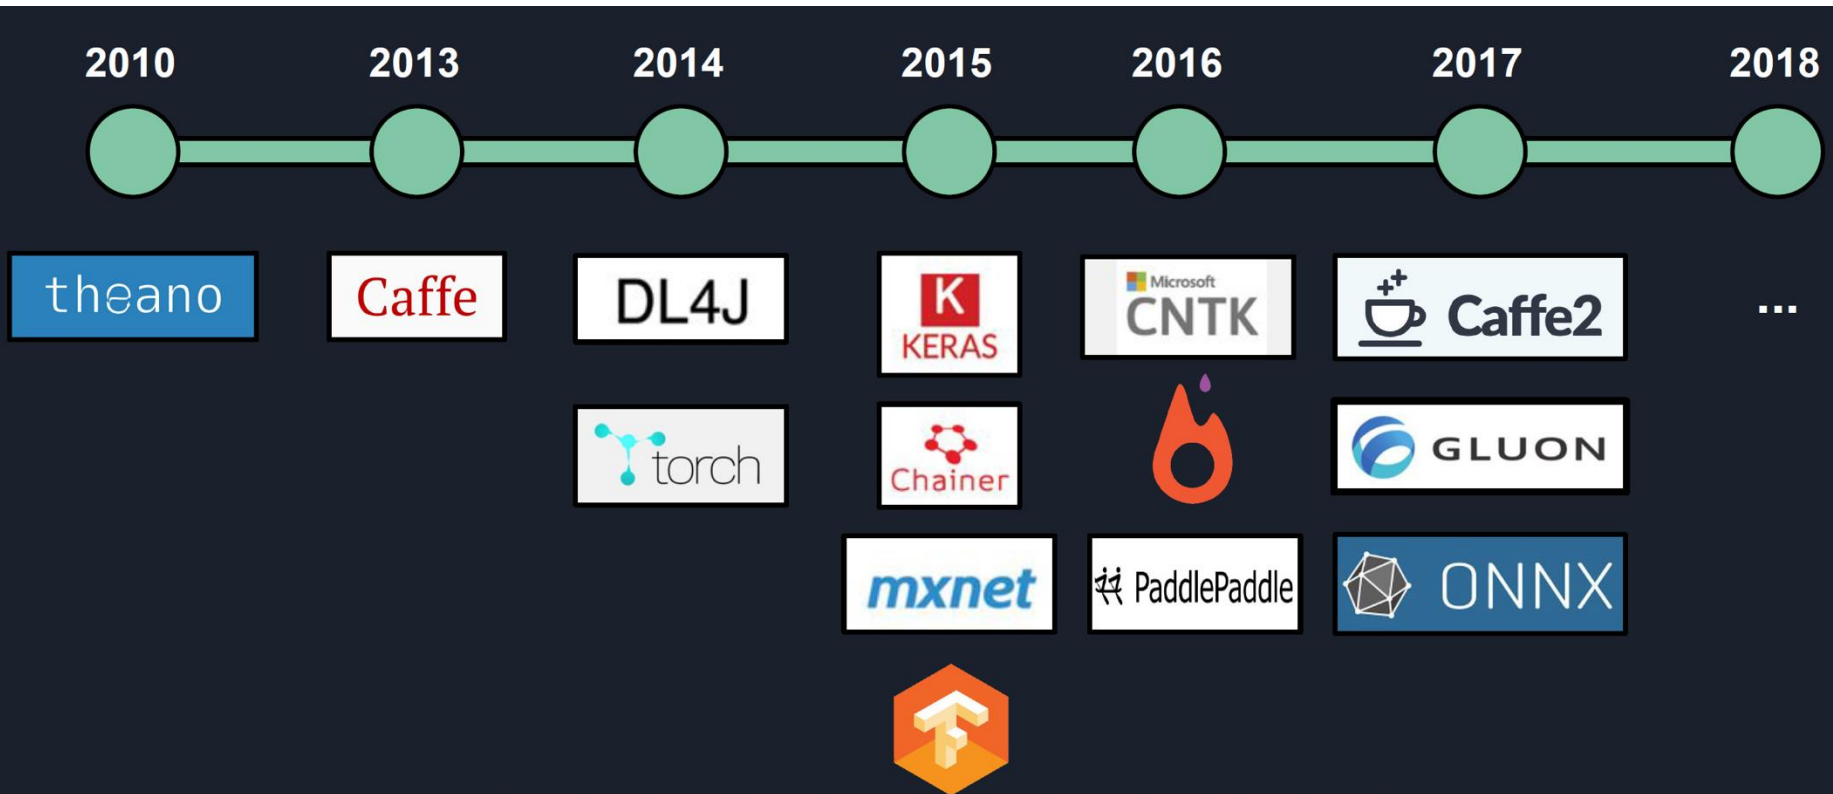 2010 2013 2014 2015 2016 2017 2018
theano
Caffe
DL4J
torch
K
KERAS
Chainer
mxnet
Microsoft
CNTK
PaddlePaddle
Caffe2
GLUON
ONNX
...